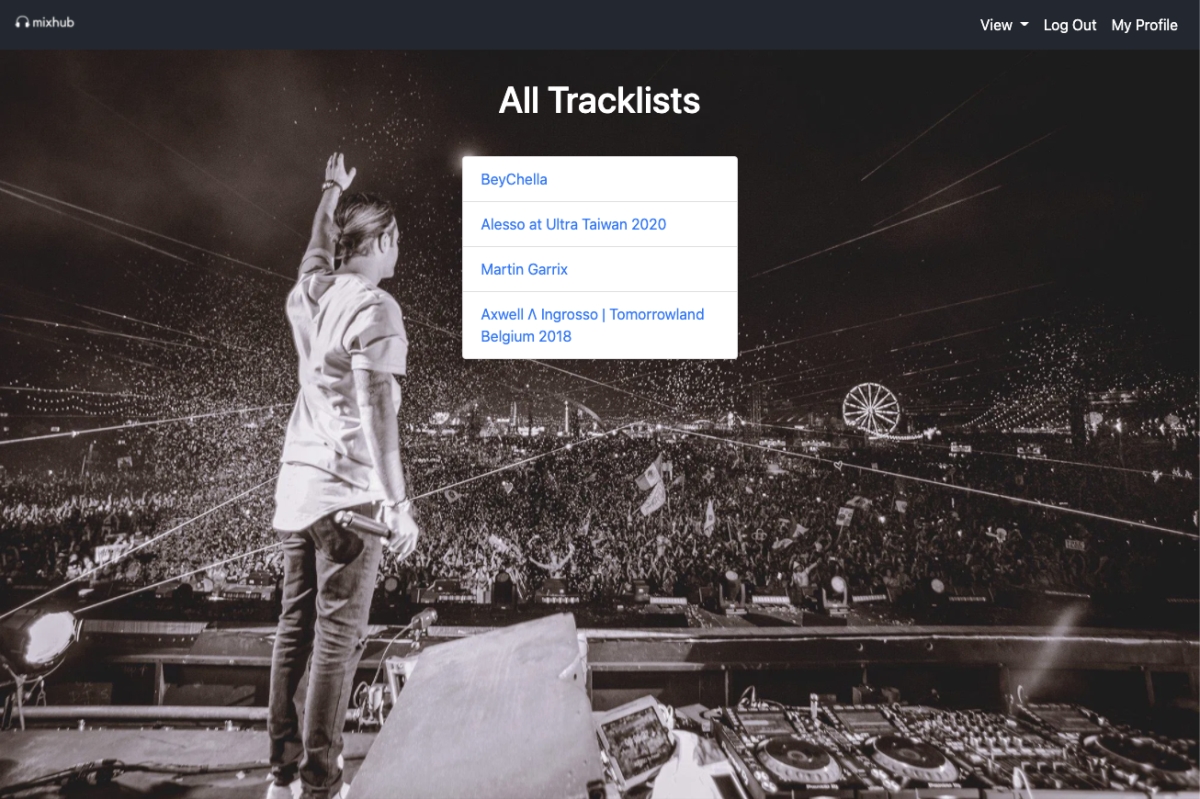 mixhub
View
Log Out
My Profile
All Tracklists
BeyChella
Alesso at Ultra Taiwan 2020
Martin Garrix
Axwell Λ Ingrosso | Tomorrowland
Belgium 2018